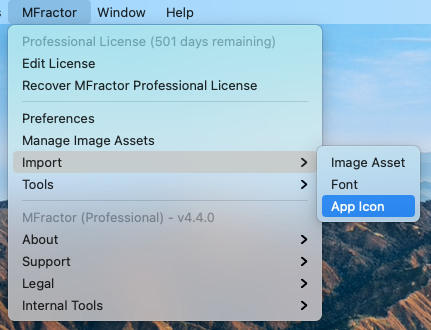 MFractor Window Help
Professional License (501 days remaining)
Edit License
Recover MFractor Professional License
Preferences
Manage Image Assets
Import
Image Asset
Font
App Icon
Tools
MFractor (Professional) - v4.4.0
About
Support
Legal
Internal Tools